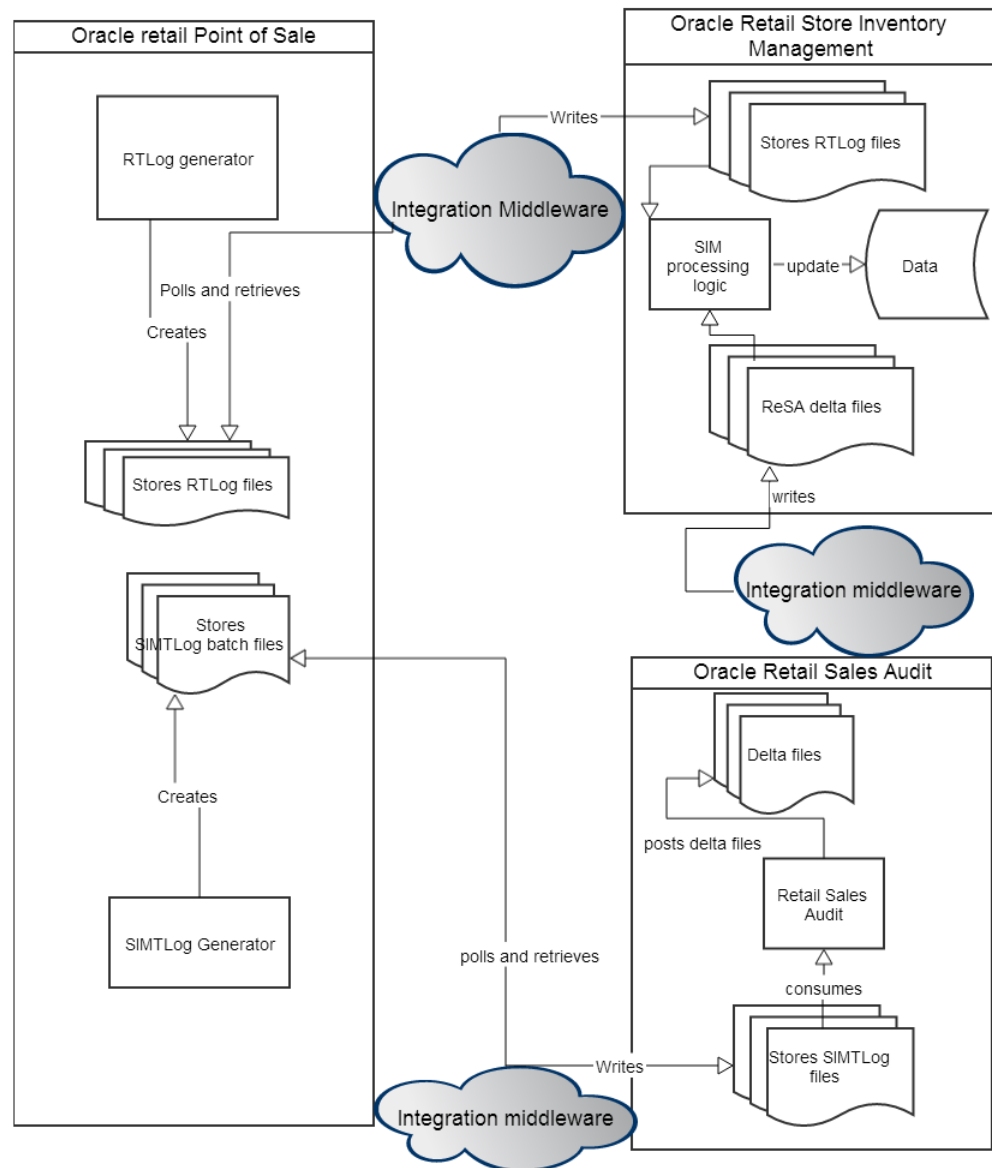 Oracle retail Point of Sale
RTLog generator
Polls and retrieves
Creates
Stores RTLog files
Stores
SIMTLog batch files
Creates
SIMTLog Generator
Integration Middleware
Writes
Oracle Retail Store Inventory
Management
Stores RTLog files
SIM
processing
logic
update
Data
ReSA delta files
writes
Integration middleware
Oracle Retail Sales Audit
Delta files
posts delta files
Retail Sales
Audit
consumes
Stores SIMTLog
files
polls and retrieves
Writes
Integration middleware